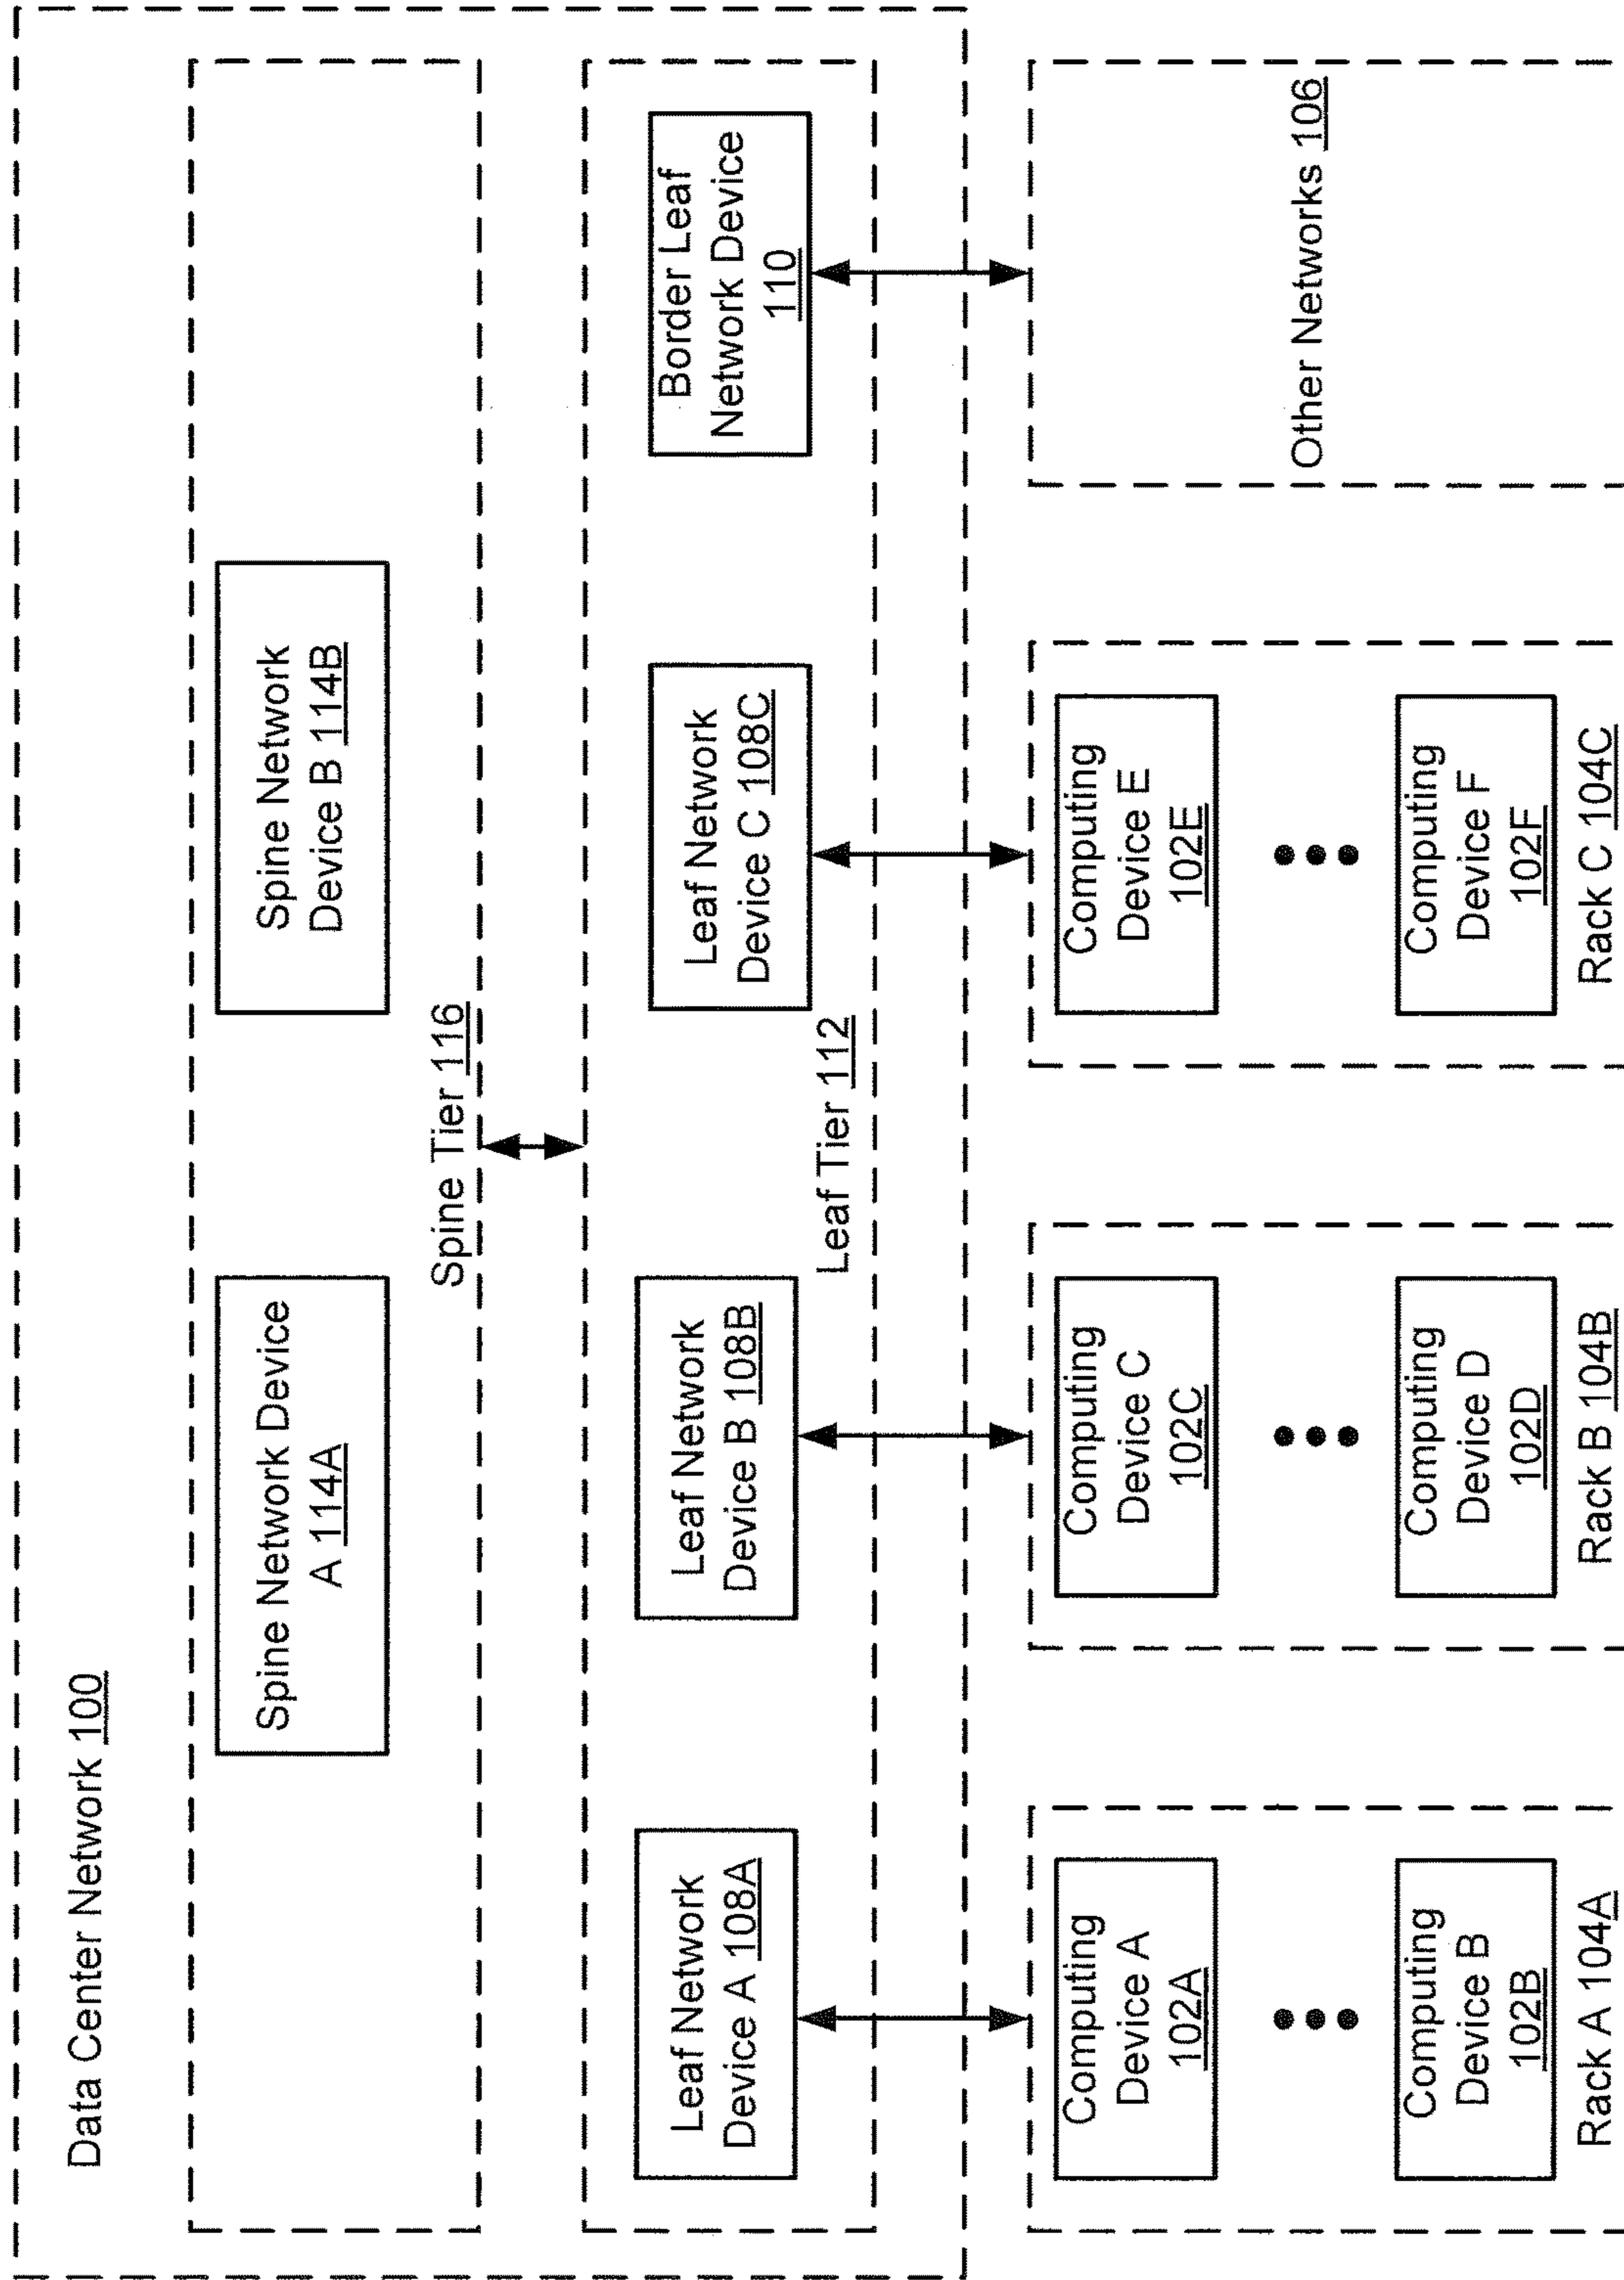 Data Center Network 100
Spine Network Device
A 114A
Spine Network
Device B 114B
Spine Tier 116
Leaf Network
Device A 108A
Leaf Network
Device B 108B
Leaf Network
Device C 108C
Border Leaf
Network Device
110
Leaf Tier 112
Computing
Device A
102A
Computing
Device B
102B
Rack A 104A
Computing
Device C
102C
Computing
Device D
102D
Rack B 104B
Computing
Device E
102E
Computing
Device F
102F
Rack C 104C
Other Networks 106